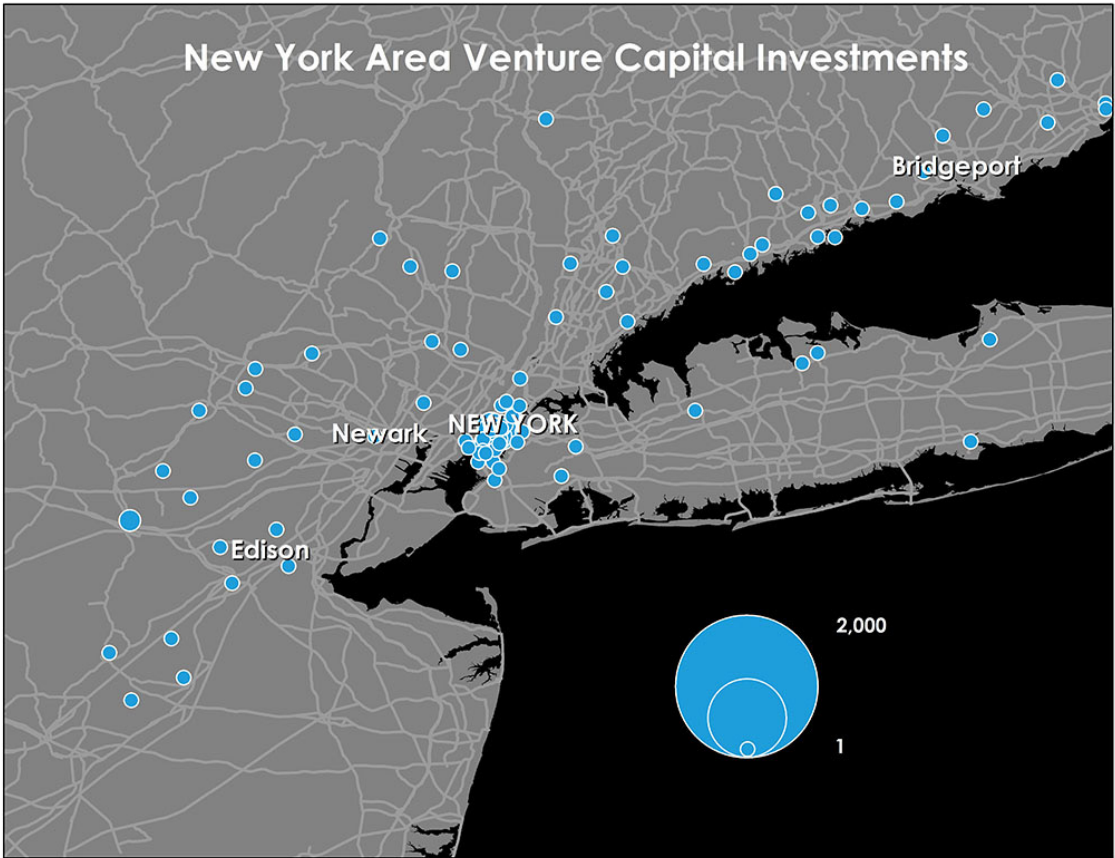 New York Area Venture Capital Investments
Bridgeport
NEW YORK
Newark
Edison
2,000
1